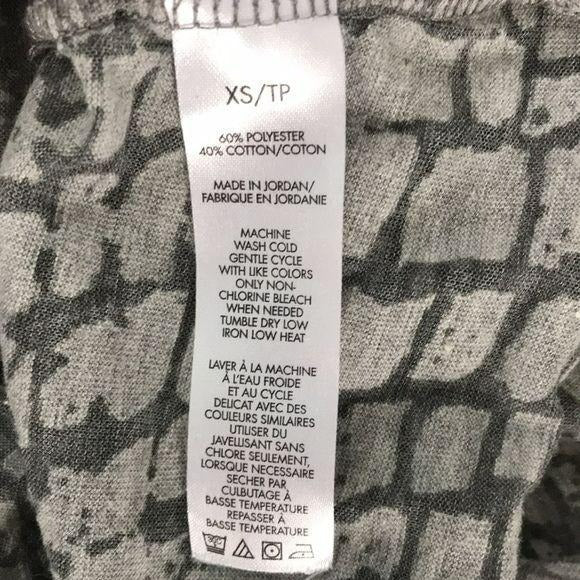 XS/TP
60% POLYESTER
40% COTTON/COTON
MADE IN JORDAN/
FABRIQUE EN JORDANIE
MACHINE
WASH COLD
GENTLE CYCLE
WITH LIKE COLORS
ONLY NON-
CHLORINE BLEACH
WHEN NEEDED
TUMBLE DRY LOW
IRON LOW HEAT
LAVER À LA MACHINE
À L'EAU FROIDE
ET AU CYCLE
DELICAT AVEC DES
COULEURS SIMILAIRES
UTILISER DU
JAVELLISANT SANS
CHLORE SEULEMENT,
LORSQUE NECESSAIRE
SECHER PAR
CULBUTAGE À
BASSE TEMPERATURE
REPASSER À
BASSE TEMPERATURE